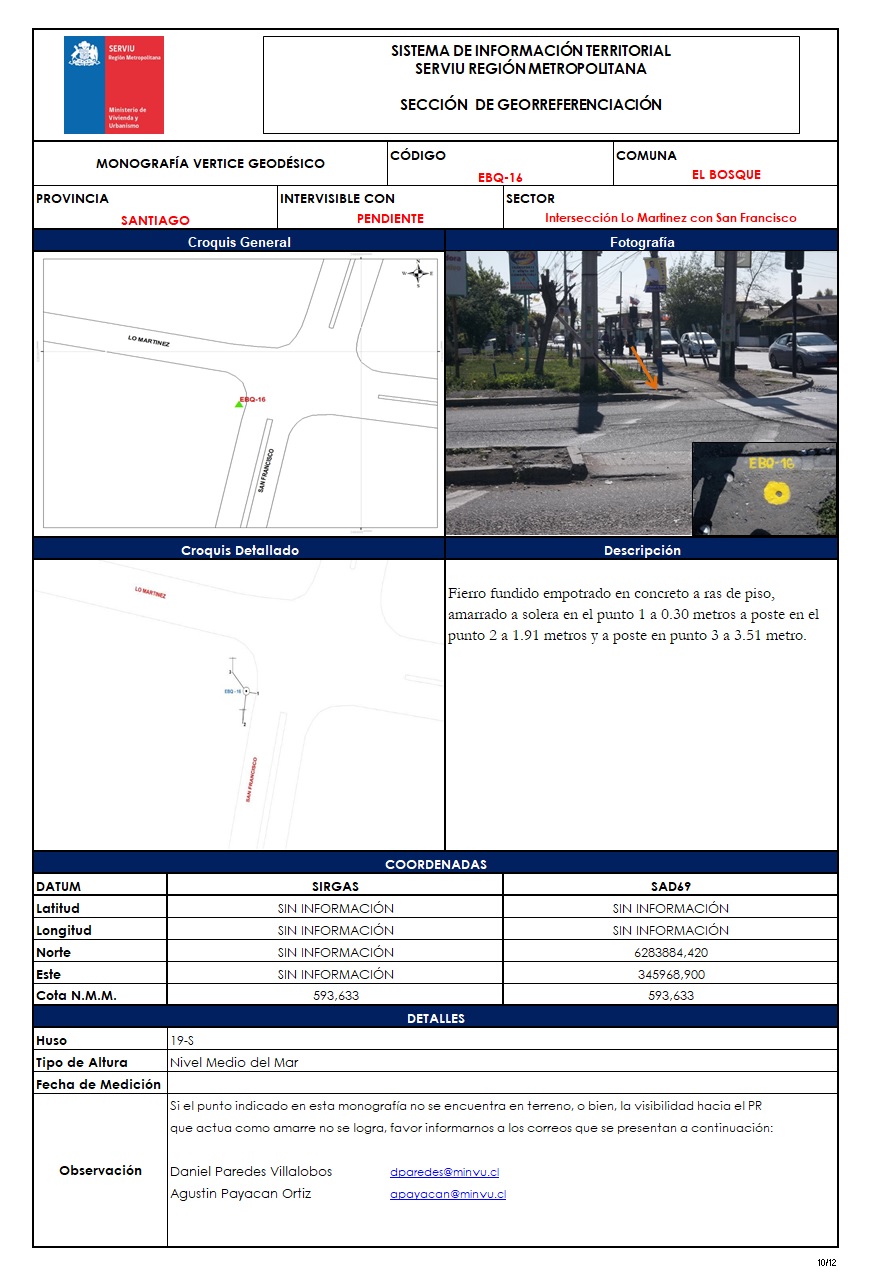 SERVIU
Región Metropolitana
Ministerio de
Vivienda y
Urbanismo
SISTEMA DE INFORMACIÓN TERRITORIAL
SERVIU REGIÓN METROPOLITANA
SECCIÓN DE GEORREFERENCIACIÓN
MONOGRAFÍA VERTICE GEODÉSICO
CÓDIGO
EBQ-16
COMUNA
EL BOSQUE
PROVINCIA
SANTIAGO
INTERVISIBLE CON
PENDIENTE
SECTOR
Intersección Lo Martinez con San Francisco
Croquis General
Fotografía
N
W E
S
LO MARTINEZ
EBQ-16
SAN FRANCISCO
EBQ-16
Croquis Detallado
Descripción
LO MARTINEZ
3
EBQ - 16
1
2
SAN FRANCISCO
Fierro fundido empotrado en concreto a ras de piso,
amarrado a solera en el punto 1 a 0.30 metros a poste en el
punto 2 a 1.91 metros y a poste en punto 3 a 3.51 metro.
COORDENADAS
DATUM SIRGAS SAD69
Latitud SIN INFORMACIÓN SIN INFORMACIÓN
Longitud SIN INFORMACIÓN SIN INFORMACIÓN
Norte SIN INFORMACIÓN 6283884,420
Este SIN INFORMACIÓN 345968,900
Cota N.M.M. 593,633 593,633
DETALLES
Huso 19-S
Tipo de Altura Nivel Medio del Mar
Fecha de Medición
Observación
Si el punto indicado en esta monografía no se encuentra en terreno, o bien, la visibilidad hacia el PR
que actua como amarre no se logra, favor informarnos a los correos que se presentan a continuación:
Daniel Paredes Villalobos dparedes@minvu.cl
Agustin Payacan Ortiz apayacan@minvu.cl
10/12